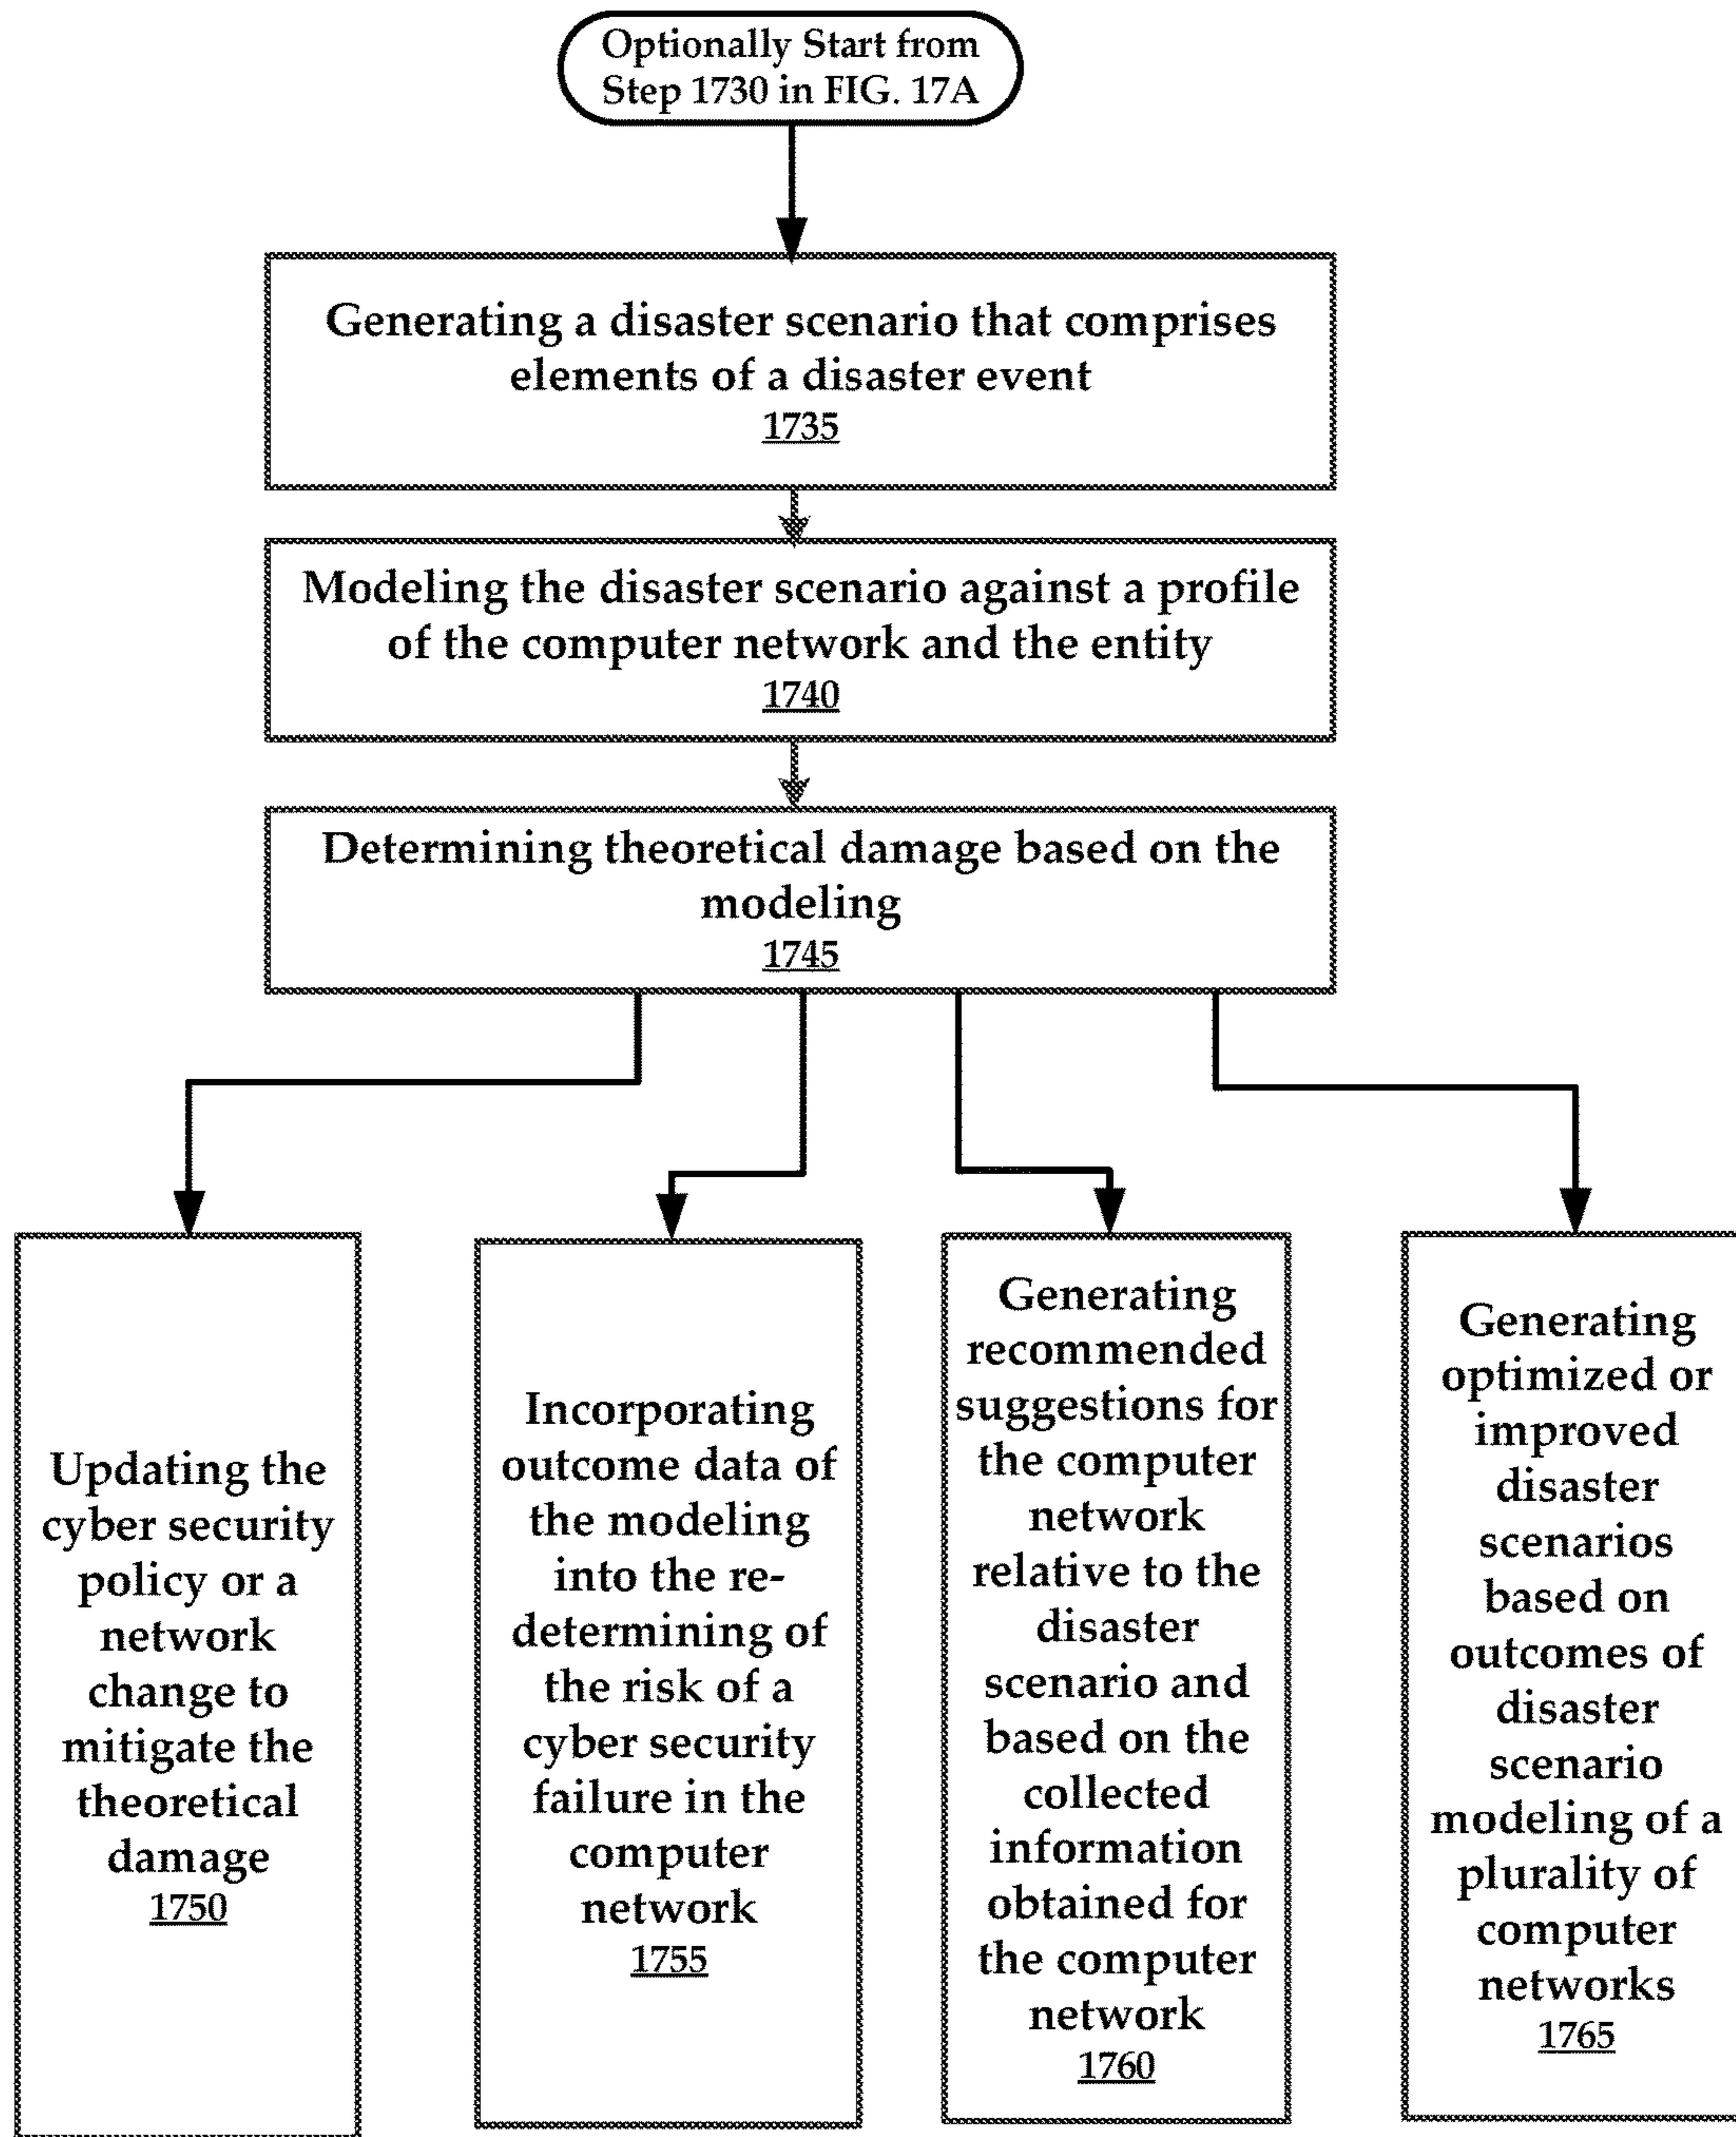 Optionally Start from
Step 1730 in FIG. 17A
Generating a disaster scenario that comprises
elements of a disaster event
1735
Modeling the disaster scenario against a profile
of the computer network and the entity
1740
Determining theoretical damage based on the
modeling
1745
Updating the
cyber security
policy or a
network
change to
mitigate the
theoretical
damage
1750
Incorporating
outcome data of
the modeling
into the re-
determining of
the risk of a
cyber security
failure in the
computer
network
1755
Generating
recommended
suggestions for
the computer
network
relative to the
disaster
scenario and
based on the
collected
information
obtained for
the computer
network
1760
Generating
optimized or
improved
disaster
scenarios
based on
outcomes of
disaster
scenario
modeling of a
plurality of
computer
networks
1765